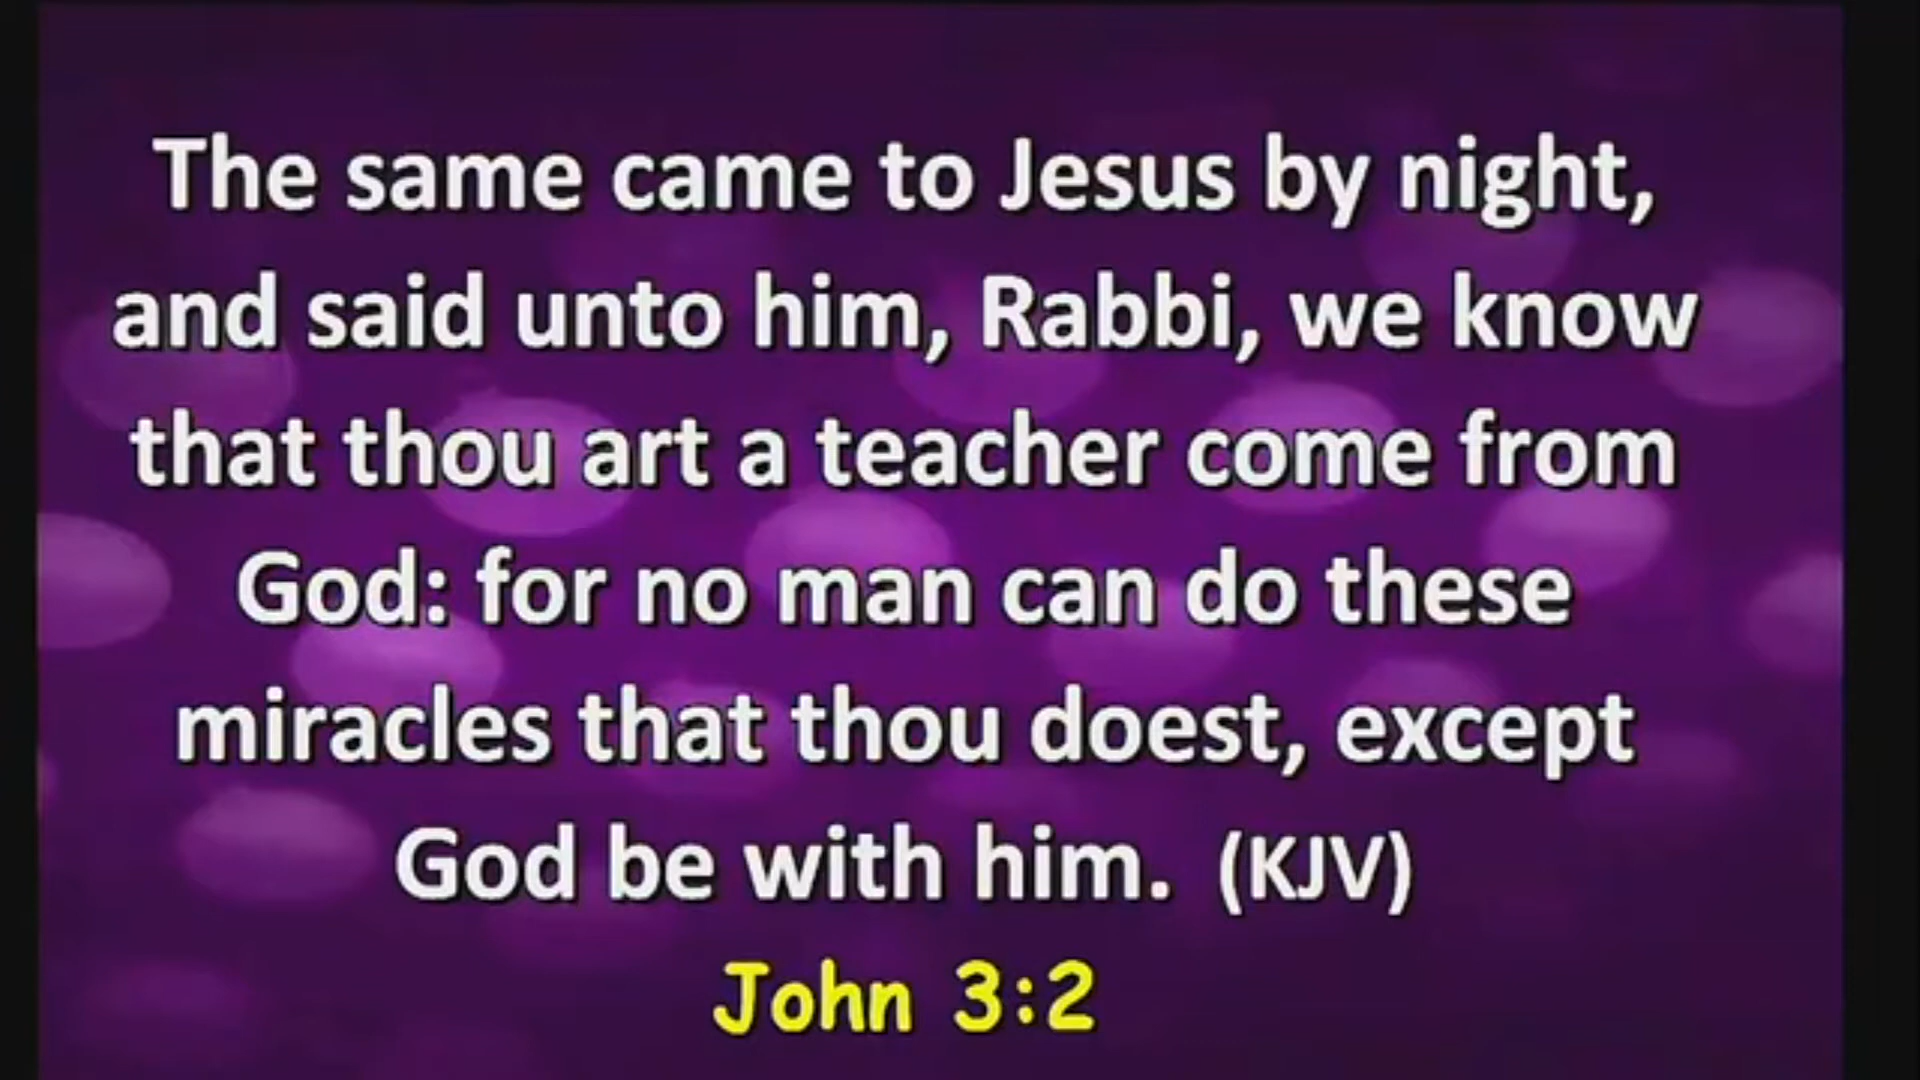 The same came to Jesus by night,
and said unto him, Rabbi, we know
that thou art a teacher come from
God: for no man can do these
miracles that thou doest, except
God be with him. (KJV)
John 3:2